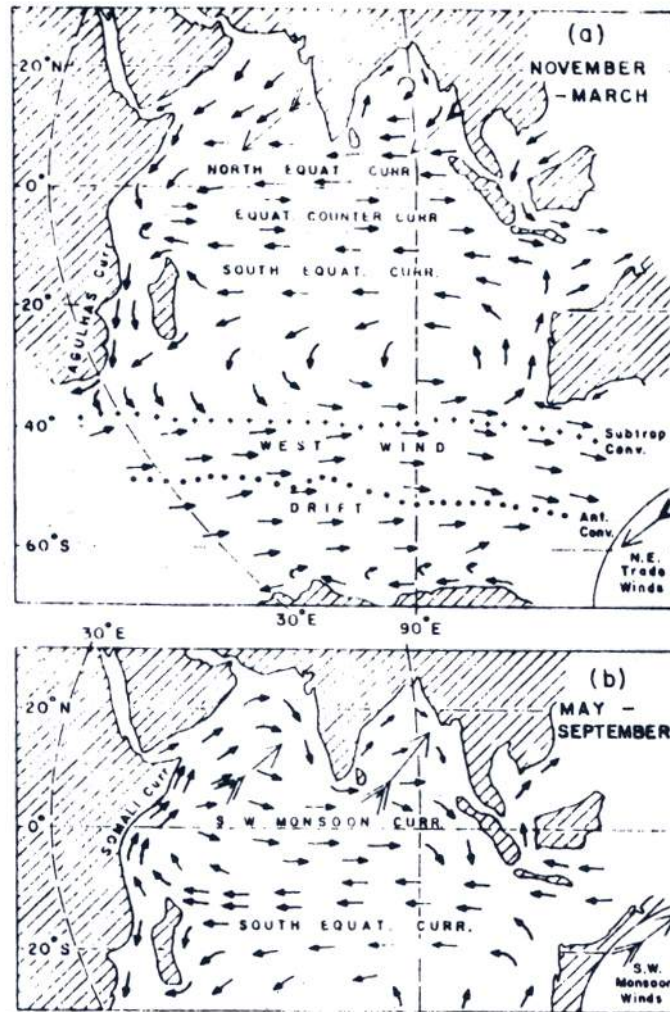 (a)
20°N
NOVEMBER
-MARCH
NORTH EQUAT CURR
0°
EQUAT. COUNTER CURR.
SOUTH EQUAT. CURR.
20°
AGULHAS Curr
40°
WEST WIND
Subtrop
Conv.
DRIFT
Ant.
Conv.
60°S
N.E.
Trade
Winds
30°E
30°E
90°E
(b)
20°N
MAY -
SEPTEMBER
SOMALI Curr
0°
S.W MONSOON CURR.
SOUTH EQUAT. CURR.
20°S
S.W.
Monsoon
Winds